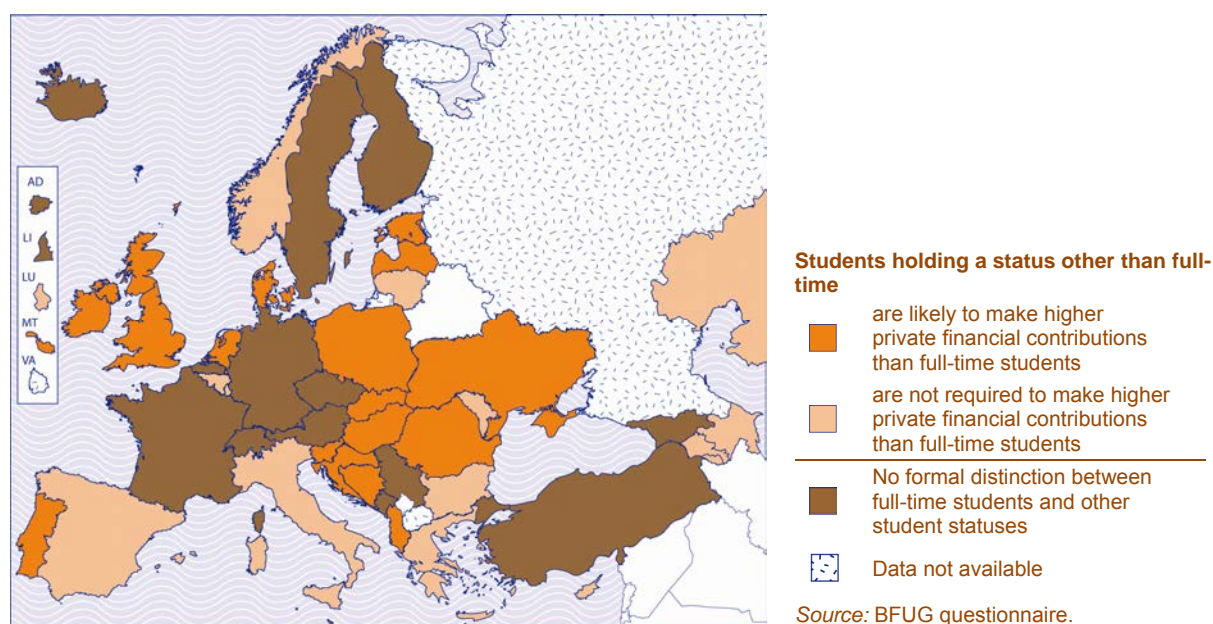 AD
LI
LU
MT
VA
Students holding a status other than full-
time
are likely to make higher
private financial contributions
than full-time students
are not required to make higher
private financial contributions
than full-time students
No formal distinction between
full-time students and other
student statuses
Data not available
Source: BFUG questionnaire.